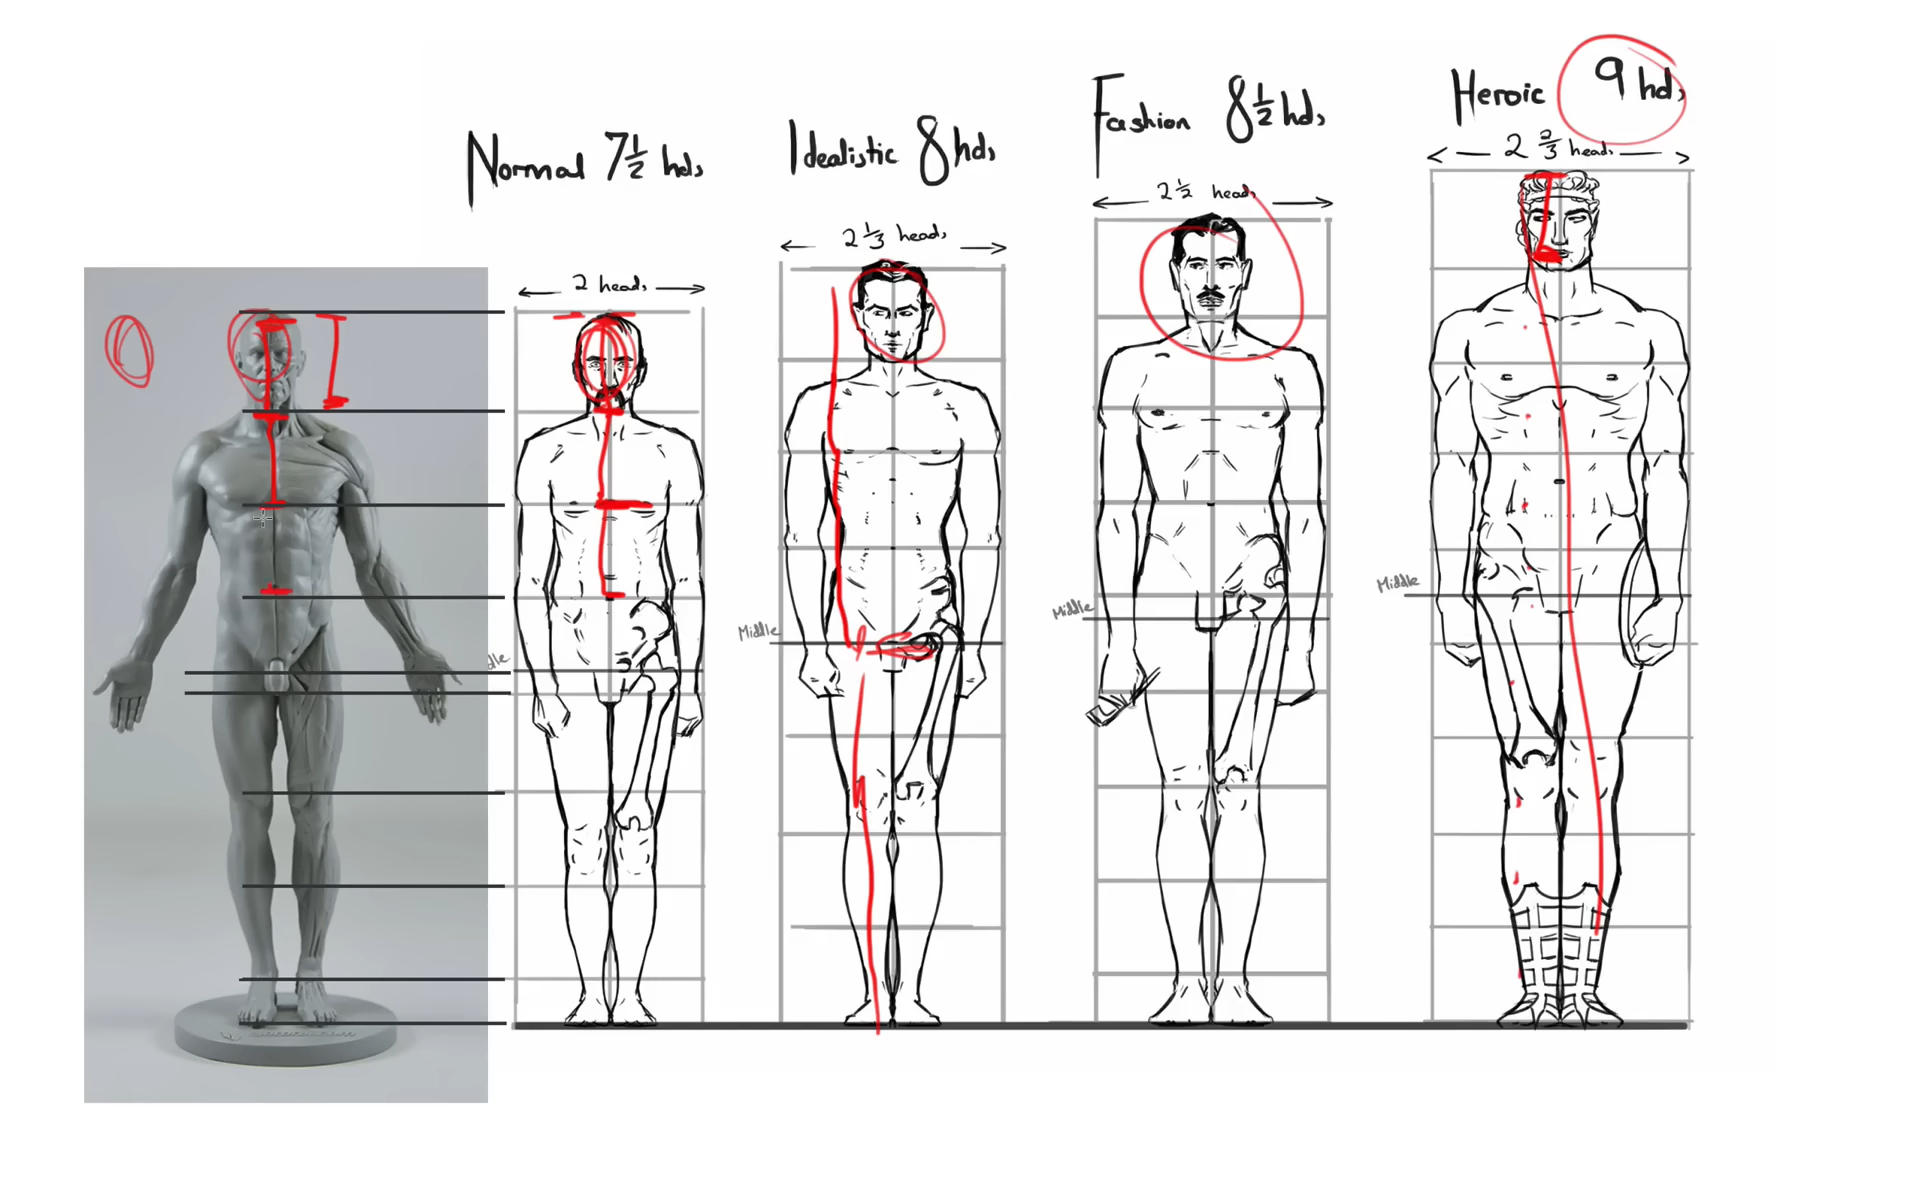 Normal 7½ hds
Idealistic 8 hds
Fashion 8½ hds
Heroic 9 hds
2 heads
2⅓ heads
2½ heads
2⅔ heads
dle
Middle
Middle
Middle